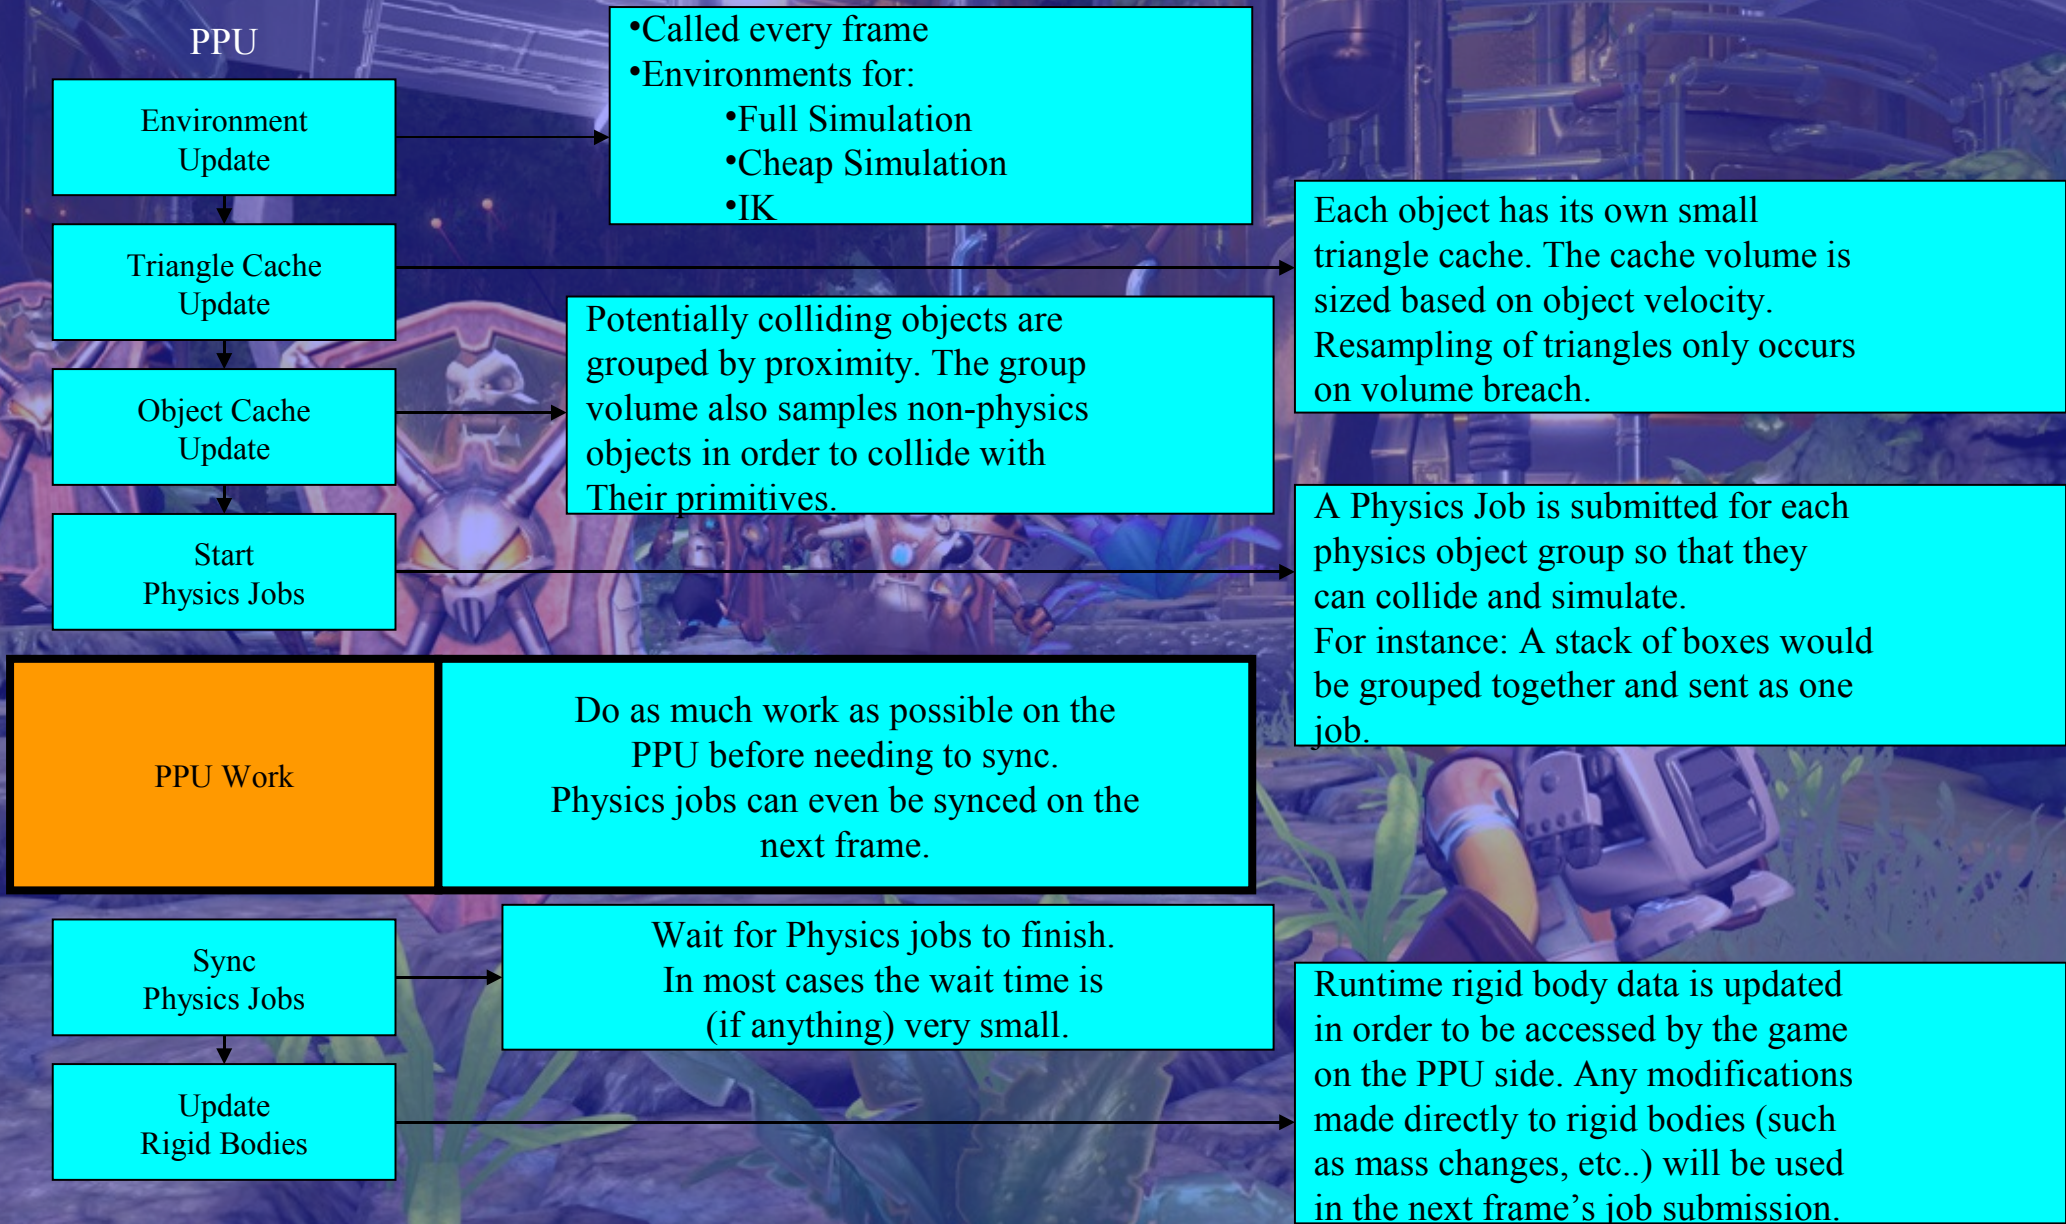 PPU
Environment
Update
•Called every frame
•Environments for:
•Full Simulation
•Cheap Simulation
•IK
Triangle Cache
Update
Each object has its own small
triangle cache. The cache volume is
sized based on object velocity.
Resampling of triangles only occurs
on volume breach.
Object Cache
Update
Potentially colliding objects are
grouped by proximity. The group
volume also samples non-physics
objects in order to collide with
Their primitives.
Start
Physics Jobs
A Physics Job is submitted for each
physics object group so that they
can collide and simulate.
For instance: A stack of boxes would
be grouped together and sent as one
job.
PPU Work
Do as much work as possible on the
PPU before needing to sync.
Physics jobs can even be synced on the
next frame.
Sync
Physics Jobs
Wait for Physics jobs to finish.
In most cases the wait time is
(if anything) very small.
Update
Rigid Bodies
Runtime rigid body data is updated
in order to be accessed by the game
on the PPU side. Any modifications
made directly to rigid bodies (such
as mass changes, etc..) will be used
in the next frame’s job submission.